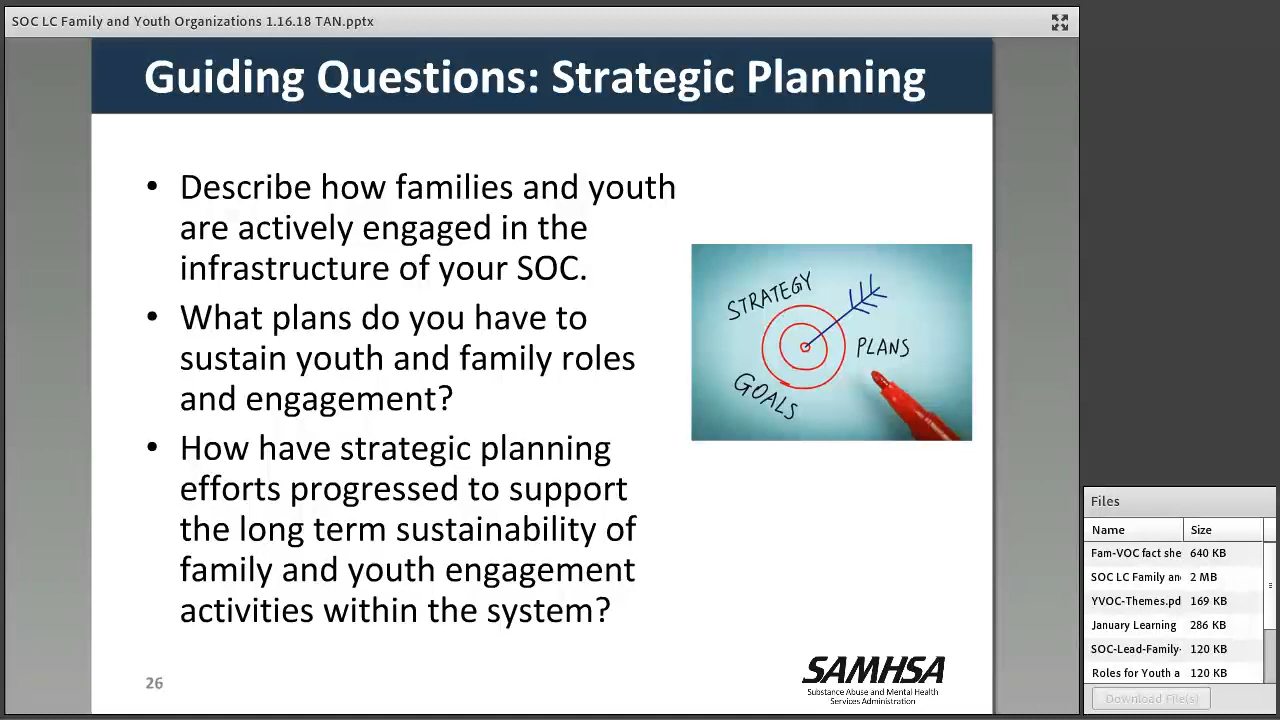 SOC LC Family and Youth Organizations 1.16.18 TAN.pptx
Guiding Questions: Strategic Planning
• Describe how families and youth
are actively engaged in the
infrastructure of your SOC.
• What plans do you have to
sustain youth and family roles
and engagement?
• How have strategic planning
efforts progressed to support
the long term sustainability of
family and youth engagement
activities within the system?
STRATEGY
PLANS
GOALS
26
SAMHSA
Substance Abuse and Mental Health
Services Administration
Files
Name Size
Fam-VOC fact she 640 KB
SOC LC Family an 2 MB
YVOC-Themes.pd 169 KB
January Learning 286 KB
SOC-Lead-Family- 120 KB
Roles for Youth a 120 KB
Download File(s)